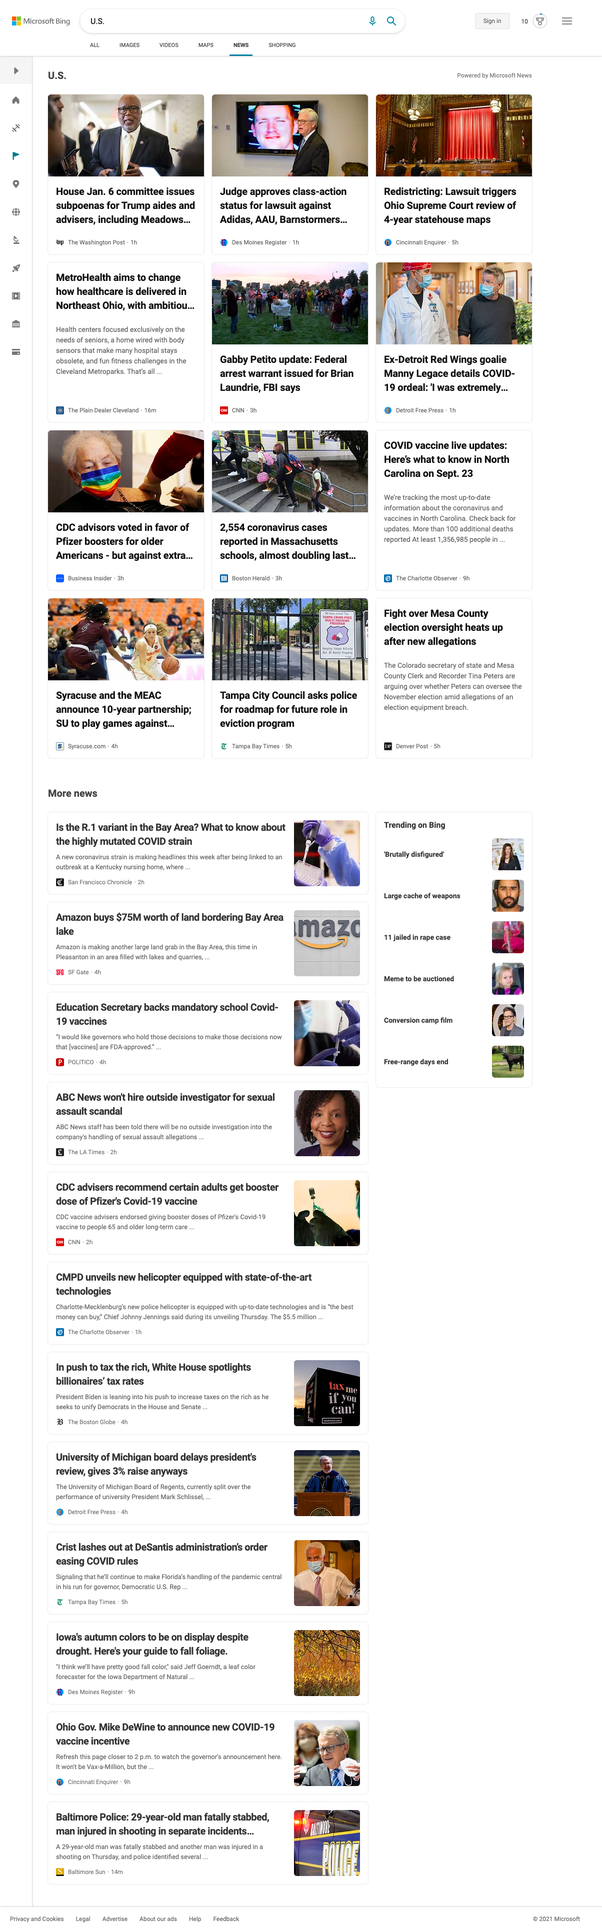 Microsoft Bing
U.S.
Sign in
10
ALL
IMAGES
VIDEOS
MAPS
NEWS
SHOPPING
U.S.
Powered by Microsoft News
House Jan. 6 committee issues
subpoenas for Trump aides and
advisers, including Meadows...
The Washington Post · 1h
Judge approves class-action
status for lawsuit against
Adidas, AAU, Barnstormers...
Des Moines Register · 1h
Redistricting: Lawsuit triggers
Ohio Supreme Court review of
4-year statehouse maps
Cincinnati Enquirer · 5h
MetroHealth aims to change
how healthcare is delivered in
Northeast Ohio, with ambitiou...
Health centers focused exclusively on the
needs of seniors, a home wired with body
sensors that make many hospital stays
obsolete, and fun fitness challenges in the
Cleveland Metroparks. That's all ...
The Plain Dealer Cleveland · 16m
Gabby Petito update: Federal
arrest warrant issued for Brian
Laundrie, FBI says
CNN · 3h
Ex-Detroit Red Wings goalie
Manny Legace details COVID-
19 ordeal: 'I was extremely...
Detroit Free Press · 1h
CDC advisors voted in favor of
Pfizer boosters for older
Americans - but against extra...
Business Insider · 3h
2,554 coronavirus cases
reported in Massachusetts
schools, almost doubling last...
Boston Herald · 3h
COVID vaccine live updates:
Here's what to know in North
Carolina on Sept. 23
We're tracking the most up-to-date
information about the coronavirus and
vaccines in North Carolina. Check back for
updates. More than 100 additional deaths
reported At least 1,356,985 people in ...
The Charlotte Observer · 9h
Syracuse and the MEAC
announce 10-year partnership;
SU to play games against...
Syracuse.com · 4h
Tampa City Council asks police
for roadmap for future role in
eviction program
Tampa Bay Times · 5h
Fight over Mesa County
election oversight heats up
after new allegations
The Colorado secretary of state and Mesa
County Clerk and Recorder Tina Peters are
arguing over whether Peters can oversee the
November election amid allegations of an
election equipment breach.
Denver Post · 5h
More news
Is the R.1 variant in the Bay Area? What to know about
the highly mutated COVID strain
A new coronavirus strain is making headlines this week after being linked to an
outbreak at a Kentucky nursing home, where ...
San Francisco Chronicle · 2h
Amazon buys $75M worth of land bordering Bay Area
lake
Amazon is making another large land grab in the Bay Area, this time in
Pleasanton in an area filled with lakes and quarries, ...
SF Gate · 4h
Education Secretary backs mandatory school Covid-
19 vaccines
"I would like governors who hold those decisions to make those decisions now
that [vaccines] are FDA-approved." ...
POLITICO · 4h
ABC News won't hire outside investigator for sexual
assault scandal
ABC News staff has been told there will be no outside investigation into the
company's handling of sexual assault allegations ...
The LA Times · 2h
CDC advisers recommend certain adults get booster
dose of Pfizer's Covid-19 vaccine
CDC vaccine advisers endorsed giving booster doses of Pfizer's Covid-19
vaccine to people 65 and older long-term care ...
CNN · 2h
CMPD unveils new helicopter equipped with state-of-the-art
technologies
Charlotte-Mecklenburg's new police helicopter is equipped with up-to-date technologies and is "the best
money can buy," Chief Johnny Jennings said during its unveiling Thursday. The $5.5 million ...
The Charlotte Observer · 1h
In push to tax the rich, White House spotlights
billionaires' tax rates
President Biden is leaning into his push to increase taxes on the rich as he
seeks to unify Democrats in the House and Senate ...
The Boston Globe · 4h
tax me
if you
can!
University of Michigan board delays president's
review, gives 3% raise anyways
The University of Michigan Board of Regents, currently split over the
performance of university President Mark Schlissel, ...
Detroit Free Press · 4h
Crist lashes out at DeSantis administration's order
easing COVID rules
Signaling that he'll continue to make Florida's handling of the pandemic central
in his run for governor, Democratic U.S. Rep ...
Tampa Bay Times · 5h
Iowa's autumn colors to be on display despite
drought. Here's your guide to fall foliage.
"I think we'll have pretty good fall color," said Jeff Goerndt, a leaf color
forecaster for the Iowa Department of Natural ...
Des Moines Register · 9h
Ohio Gov. Mike DeWine to announce new COVID-19
vaccine incentive
Refresh this page closer to 2 p.m. to watch the governor's announcement here.
It won't be Vax-a-Million, but the ...
Cincinnati Enquirer · 9h
Baltimore Police: 29-year-old man fatally stabbed,
man injured in shooting in separate incidents...
A 29-year-old man was fatally stabbed and another man was injured in a
shooting on Thursday, and police identified several ...
Baltimore Sun · 14m
POLICE
Trending on Bing
'Brutally disfigured'
Large cache of weapons
11 jailed in rape case
Meme to be auctioned
Conversion camp film
Free-range days end
Privacy and Cookies
Legal
Advertise
About our ads
Help
Feedback
© 2021 Microsoft